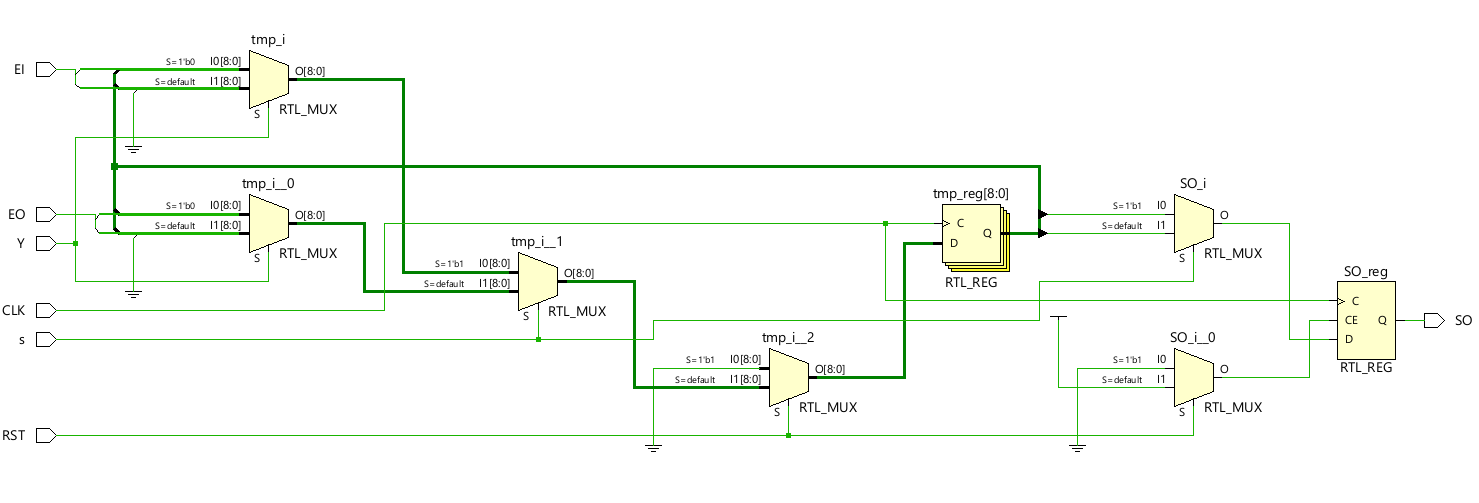 tmp_i
EI
S=1'b0 I0[8:0]
S=default I1[8:0]
O[8:0]
S
RTL_MUX
tmp_i__0
EO
S=1'b0 I0[8:0]
S=default I1[8:0]
O[8:0]
Y
S
RTL_MUX
tmp_i__1
S=1'b1 I0[8:0]
S=default I1[8:0]
O[8:0]
S
RTL_MUX
CLK
s
tmp_i__2
S=1'b1 I0[8:0]
S=default I1[8:0]
O[8:0]
S
RTL_MUX
RST
tmp_reg[8:0]
C
D
Q
RTL_REG
SO_i
S=1'b1 I0
S=default I1
O
S
RTL_MUX
SO_i__0
S=1'b1 I0
S=default I1
O
S
RTL_MUX
SO_reg
C
CE
Q
D
RTL_REG
SO